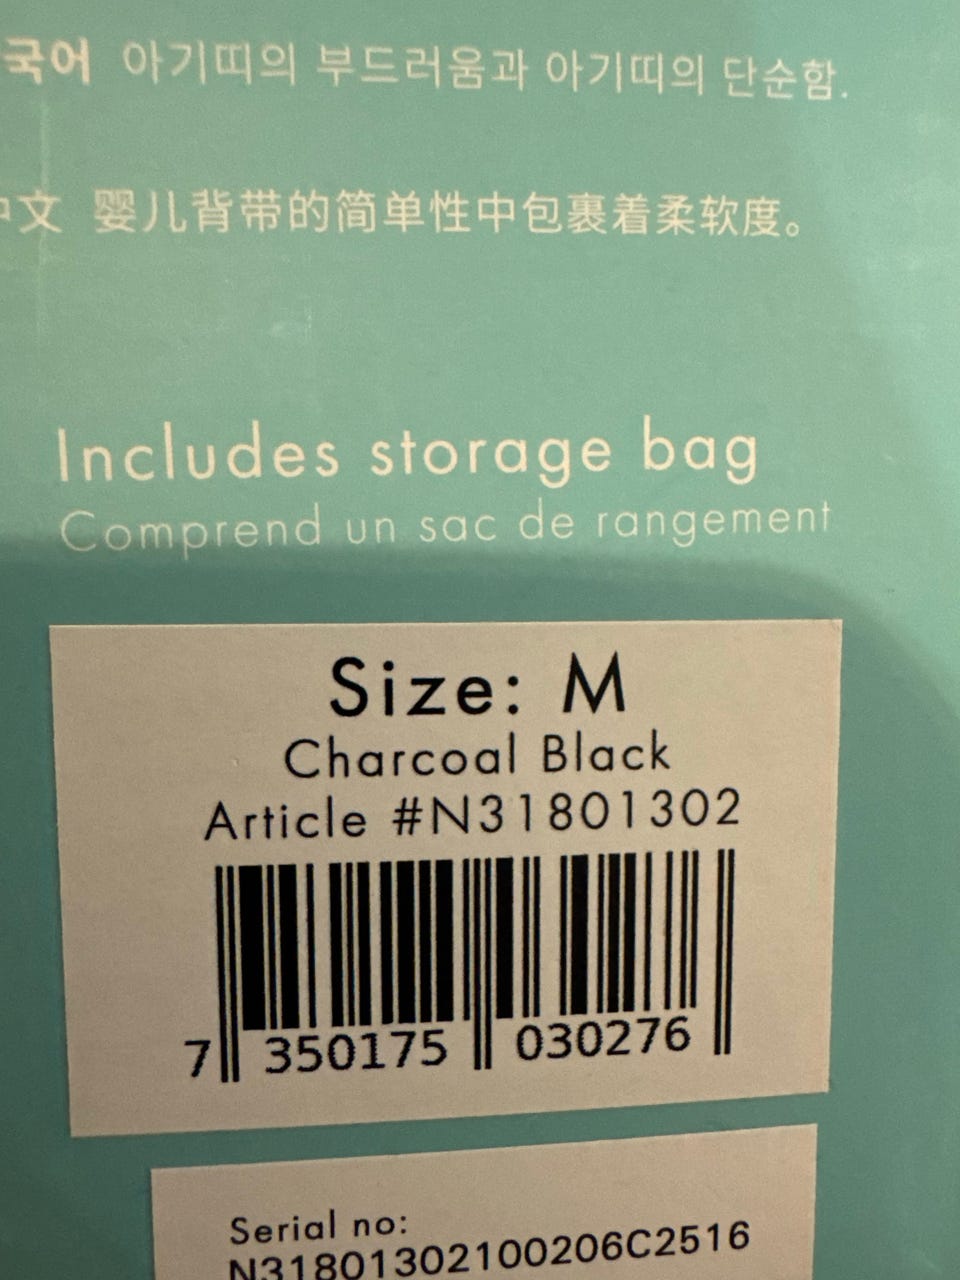 국어 아기띠의 부드러움과 아기띠의 단순함.
中文 婴儿背带的简单性中包裹着柔软度。
Includes storage bag
Comprend un sac de rangement
Size: M
Charcoal Black
Article #N31801302
7 350175 030276
Serial no:
N31801302100206C2516